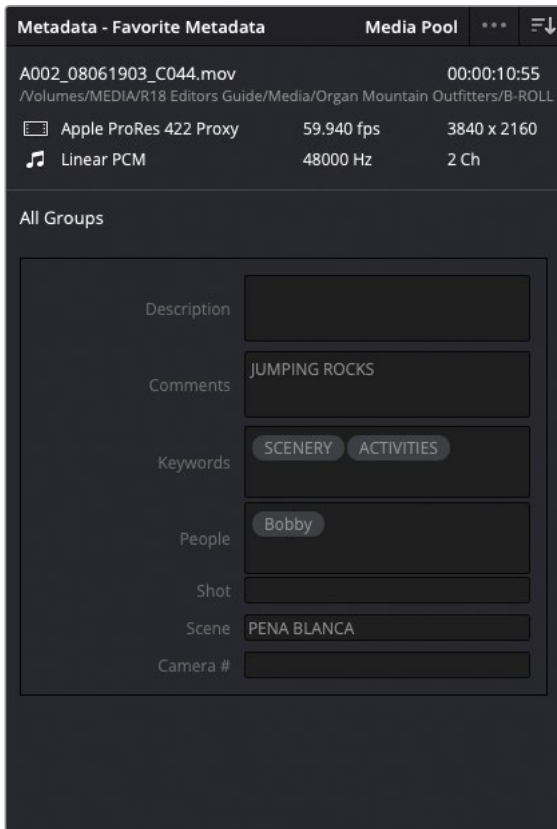 Metadata - Favorite Metadata Media Pool •••
A002_08061903_C044.mov 00:00:10:55
/Volumes/MEDIA/R18 Editors Guide/Media/Organ Mountain Outfitters/B-ROLL
Apple ProRes 422 Proxy 59.940 fps 3840 x 2160
Linear PCM 48000 Hz 2 Ch
All Groups
Description
Comments JUMPING ROCKS
Keywords SCENERY ACTIVITIES
People Bobby
Shot
Scene PENA BLANCA
Camera #